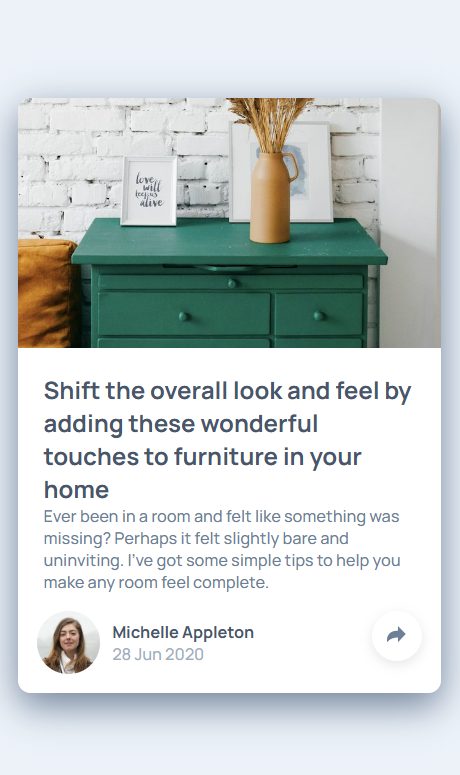 love
will
keep us
alive
Shift the overall look and feel by
adding these wonderful
touches to furniture in your
home
Ever been in a room and felt like something was
missing? Perhaps it felt slightly bare and
uninviting. I've got some simple tips to help you
make any room feel complete.
Michelle Appleton
28 Jun 2020